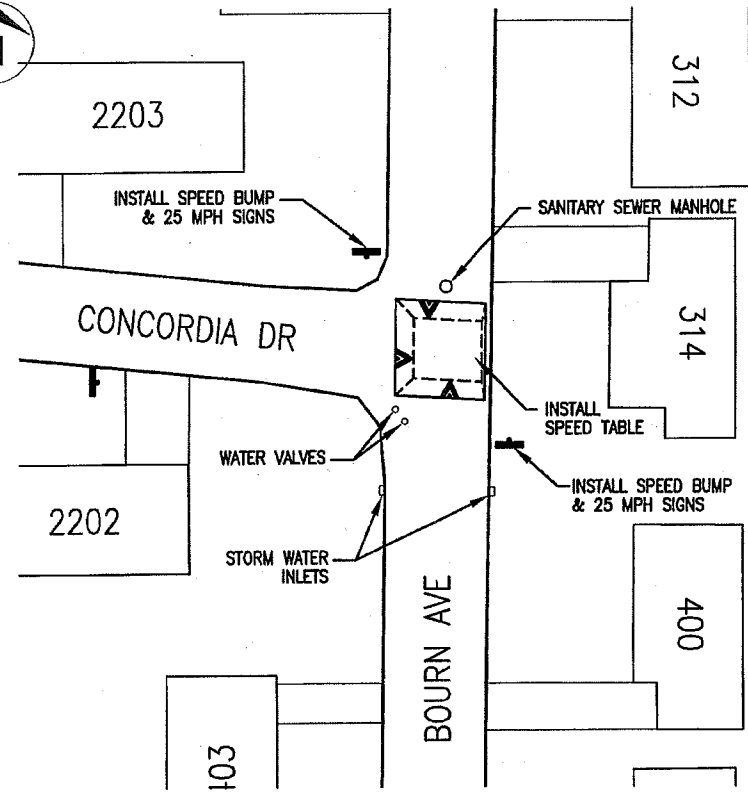 312
2203
INSTALL SPEED BUMP
& 25 MPH SIGNS
SANITARY SEWER MANHOLE
CONCORDIA DR
314
INSTALL
SPEED TABLE
WATER VALVES
INSTALL SPEED BUMP
& 25 MPH SIGNS
2202
STORM WATER
INLETS
BOURN AVE
400
403